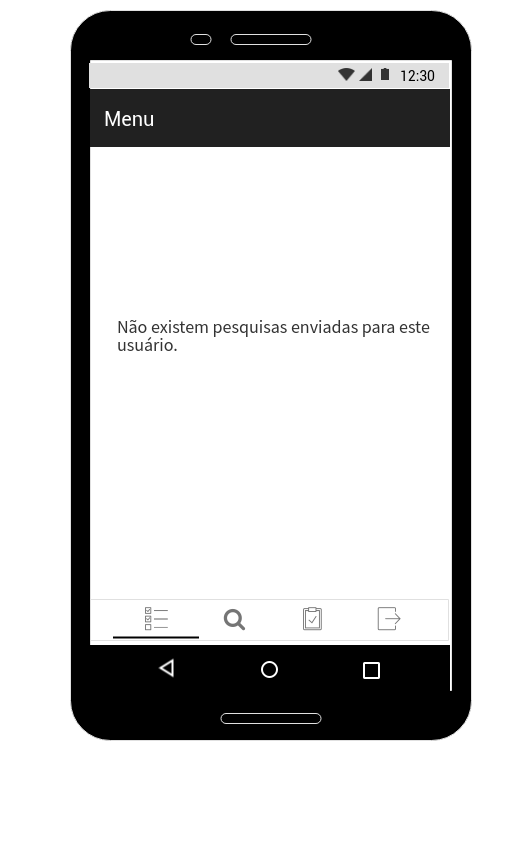 12:30
Menu
Não existem pesquisas enviadas para este
usuário.